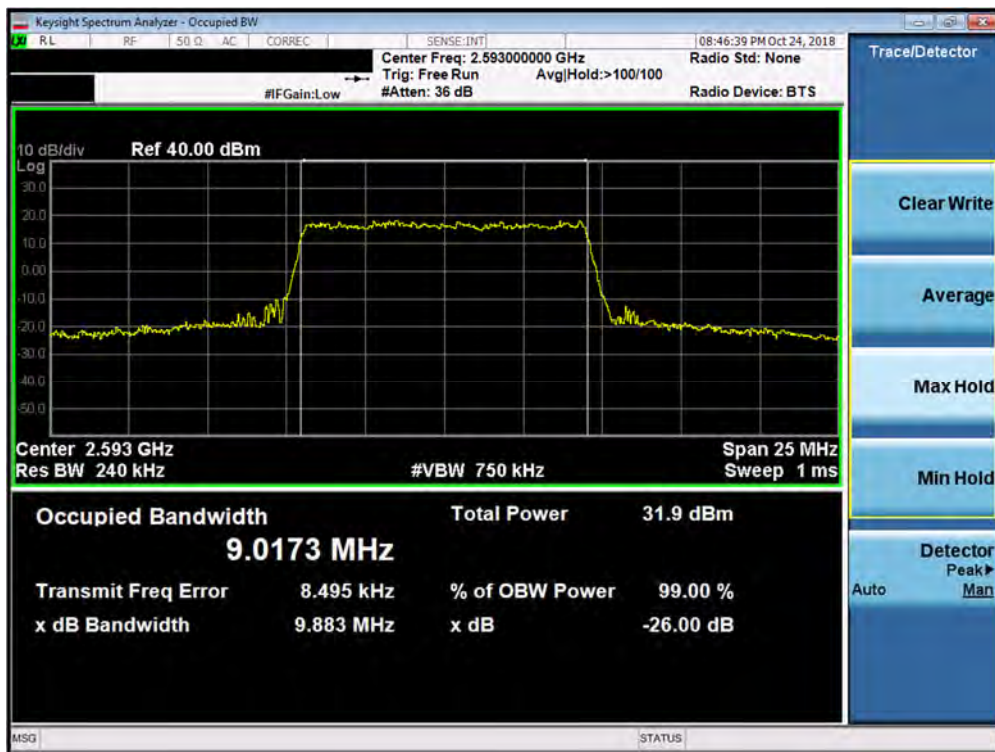 Keysight Spectrum Analyzer - Occupied BW
LXI RL RF 50 Ω AC CORREC SENSE:INT 08:46:39 PM Oct 24, 2018
Center Freq: 2.593000000 GHz Radio Std: None
Trig: Free Run Avg|Hold:>100/100
#IFGain:Low #Atten: 36 dB Radio Device: BTS
Trace/Detector
10 dB/div Ref 40.00 dBm
Log
30.0
20.0
10.0
0.00
-10.0
-20.0
-30.0
-40.0
-50.0
Center 2.593 GHz Span 25 MHz
Res BW 240 kHz #VBW 750 kHz Sweep 1 ms
Occupied Bandwidth Total Power 31.9 dBm
9.0173 MHz
Transmit Freq Error 8.495 kHz % of OBW Power 99.00 %
x dB Bandwidth 9.883 MHz x dB -26.00 dB
Clear Write
Average
Max Hold
Min Hold
Detector
Peak▶
Auto Man
MSG STATUS